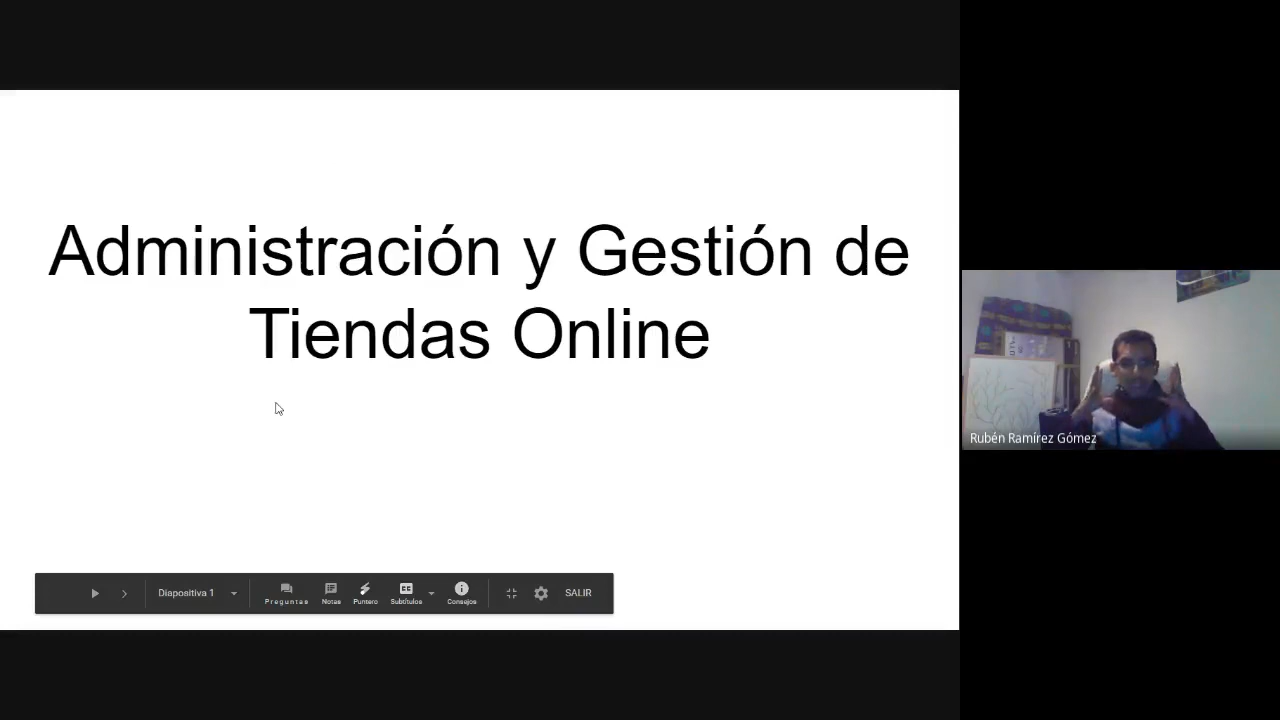 Administración y Gestión de
Tiendas Online
Diapositiva 1
Preguntas
Notas
Puntero
Subtítulos
Consejos
SALIR
Rubén Ramírez Gómez